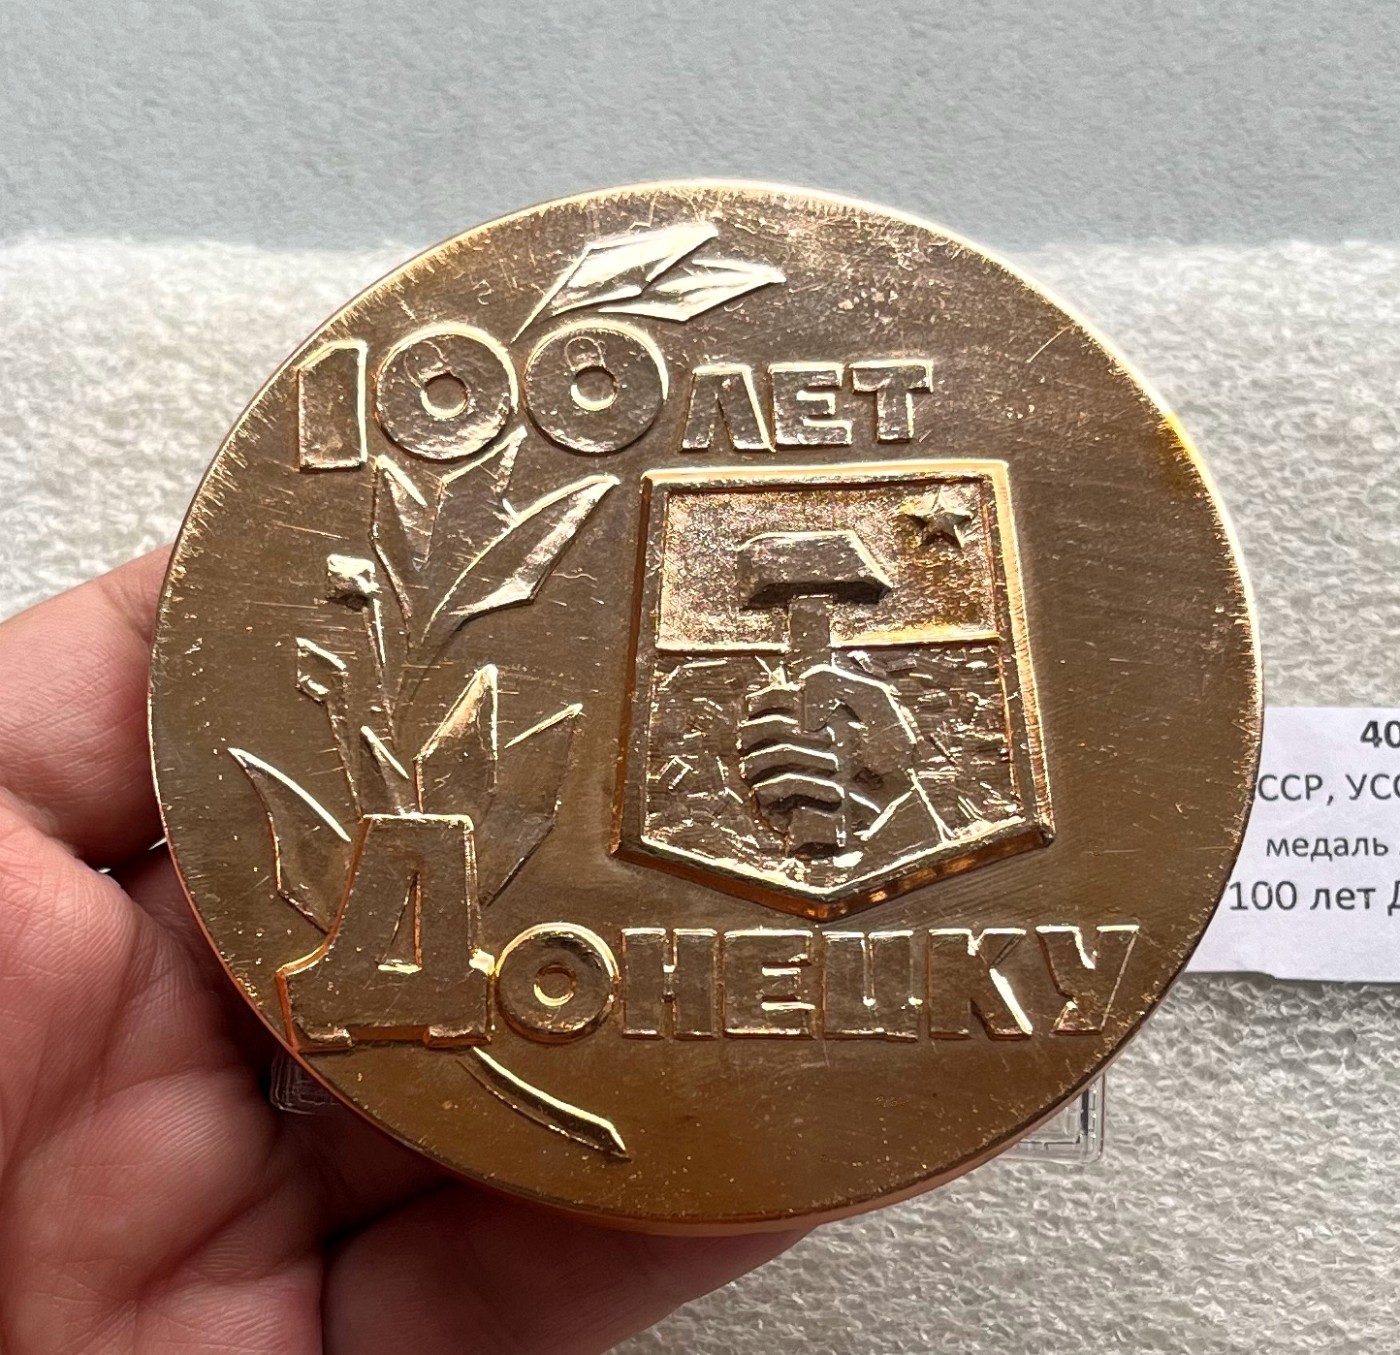 100 ЛЕТ
ДОНЕЦКУ
40
ССР, УСС
медаль
100 лет Д